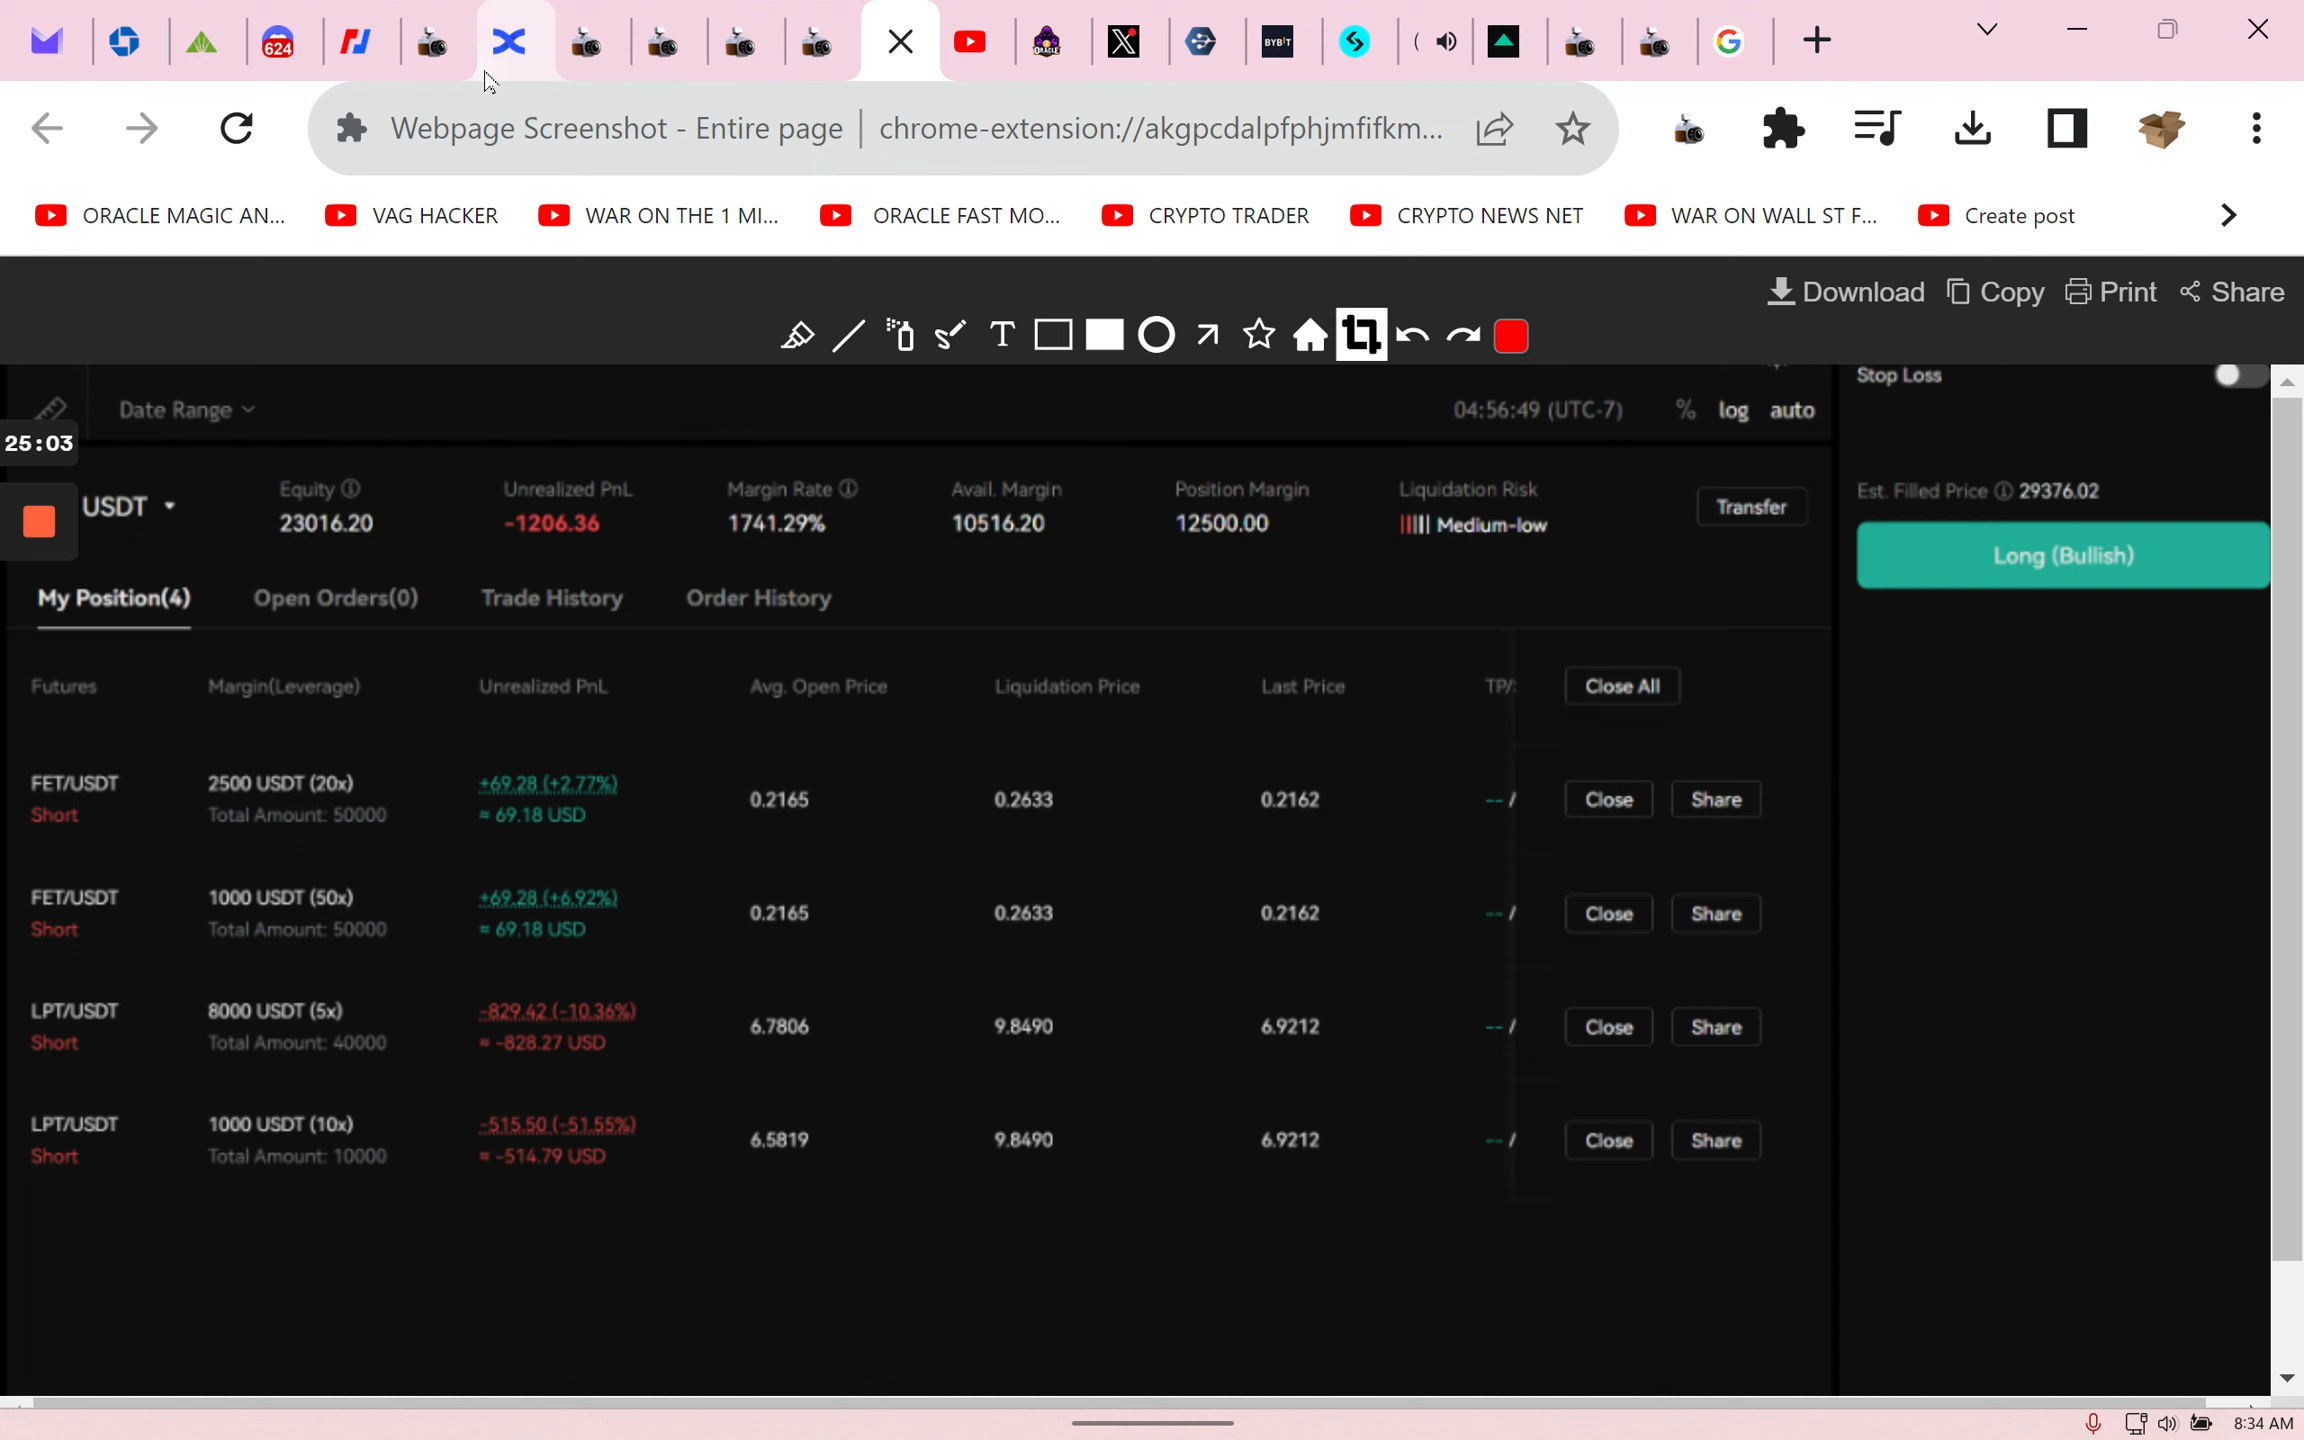 624
BYBIT
ORACLE
Webpage Screenshot - Entire page | chrome-extension://akgpcdalpfphjmfifkm...
ORACLE MAGIC AN... VAG HACKER WAR ON THE 1 MI... ORACLE FAST MO... CRYPTO TRADER CRYPTO NEWS NET WAR ON WALL ST F... Create post
Download Copy Print Share
Stop Loss
Date Range 04:56:49 (UTC-7) % log auto
25:03
Equity Unrealized PnL Margin Rate Avail. Margin Position Margin Liquidation Risk
USDT 23016.20 -1206.36 1741.29% 10516.20 12500.00 Medium-low Transfer
Est. Filled Price 29376.02
Long (Bullish)
My Position(4) Open Orders(0) Trade History Order History
Futures Margin(Leverage) Unrealized PnL Avg. Open Price Liquidation Price Last Price TP/ Close All
FET/USDT 2500 USDT (20x) +69.28 (+2.77%) 0.2165 0.2633 0.2162 -- / Close Share
Short Total Amount: 50000 ≈ 69.18 USD
FET/USDT 1000 USDT (50x) +69.28 (+6.92%) 0.2165 0.2633 0.2162 -- / Close Share
Short Total Amount: 50000 ≈ 69.18 USD
LPT/USDT 8000 USDT (5x) -829.42 (-10.36%) 6.7806 9.8490 6.9212 -- / Close Share
Short Total Amount: 40000 ≈ -828.27 USD
LPT/USDT 1000 USDT (10x) -515.50 (-51.55%) 6.5819 9.8490 6.9212 -- / Close Share
Short Total Amount: 10000 ≈ -514.79 USD
8:34 AM